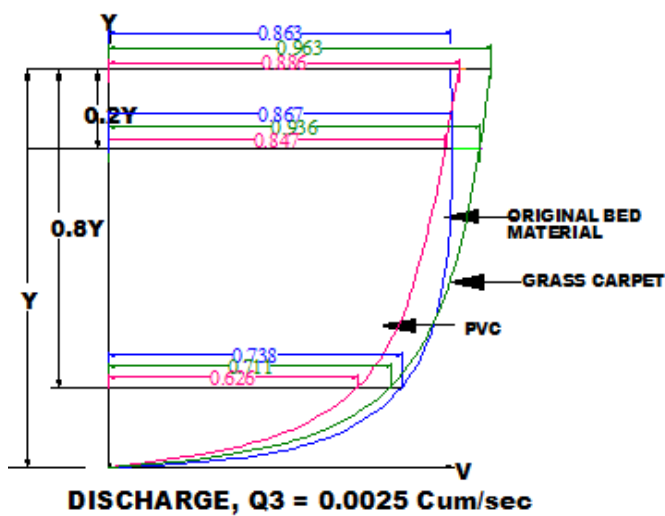 Y
0.863
0.963
0.886
0.2Y
0.867
0.936
0.847
ORIGINAL BED
MATERIAL
0.8Y
GRASS CARPET
Y
PVC
0.738
0.711
0.626
V
DISCHARGE, Q3 = 0.0025 Cum/sec